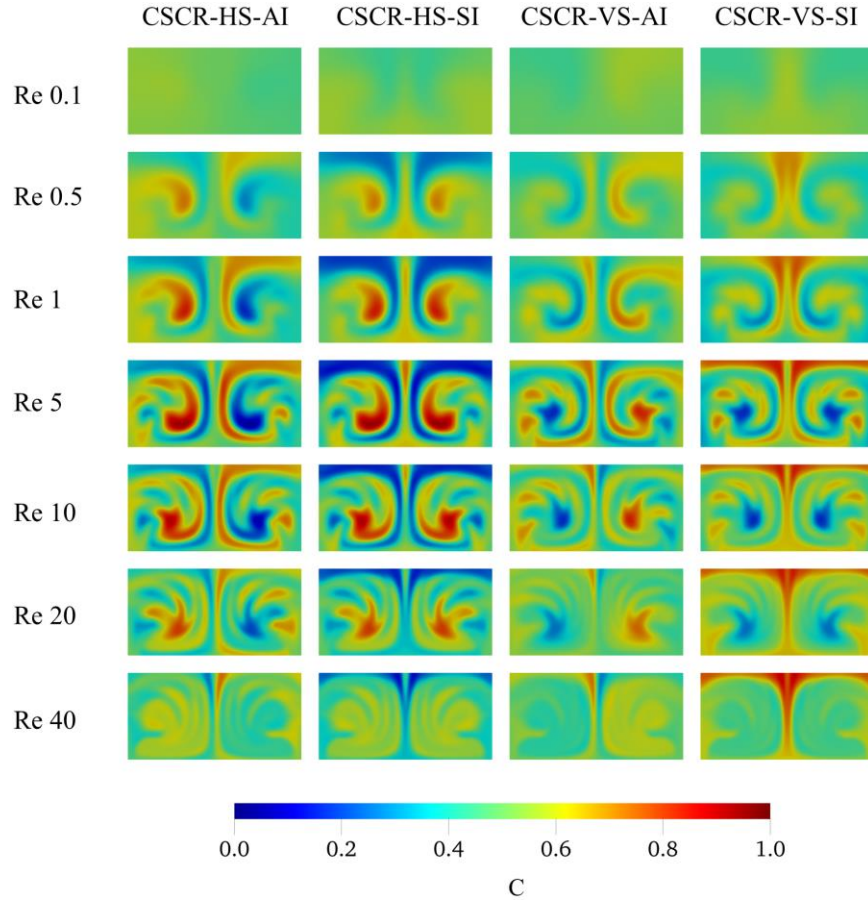 CSCR-HS-AI CSCR-HS-SI CSCR-VS-AI CSCR-VS-SI
Re 0.1
Re 0.5
Re 1
Re 5
Re 10
Re 20
Re 40
0.0 0.2 0.4 0.6 0.8 1.0
C